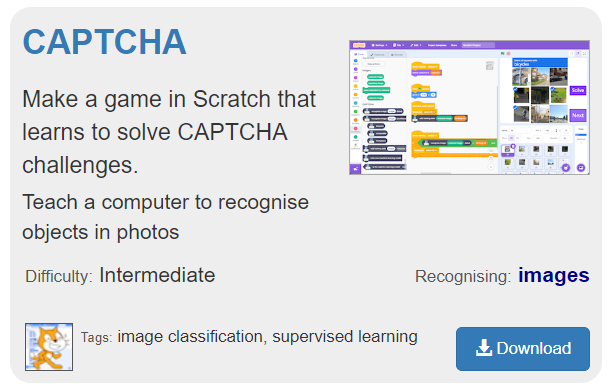 CAPTCHA
Make a game in Scratch that
learns to solve CAPTCHA
challenges.
Teach a computer to recognise
objects in photos
bicycles
Solve
Next
Difficulty: Intermediate
Recognising: images
Tags: image classification, supervised learning
Download